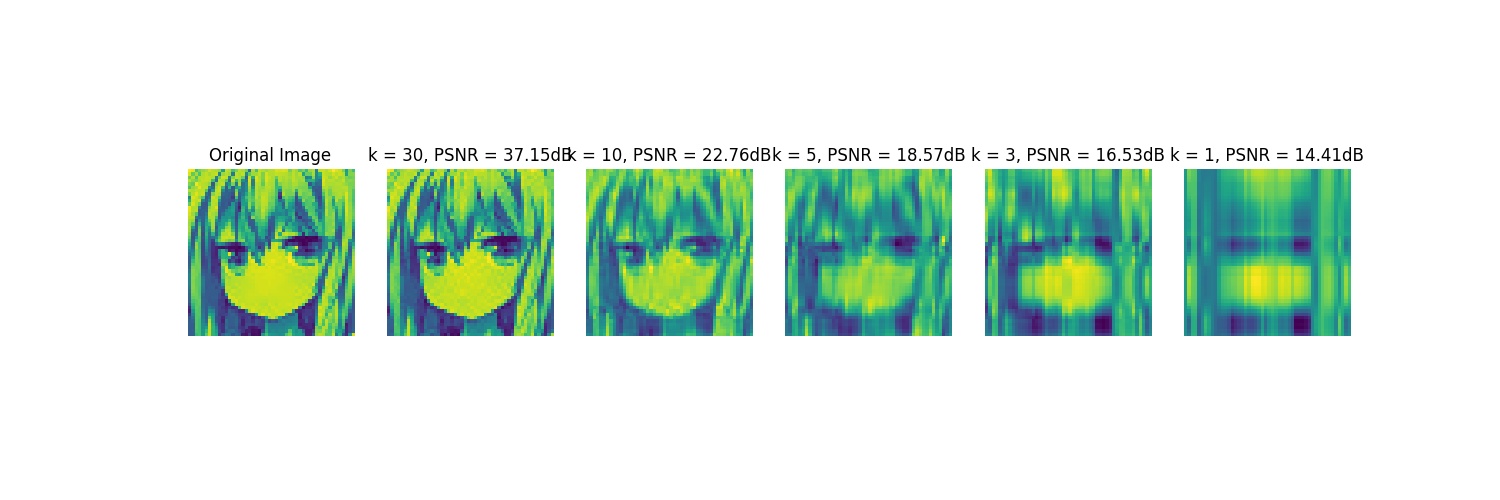 Original Image
k = 30, PSNR = 37.15dB
k = 10, PSNR = 22.76dB
k = 5, PSNR = 18.57dB
k = 3, PSNR = 16.53dB
k = 1, PSNR = 14.41dB